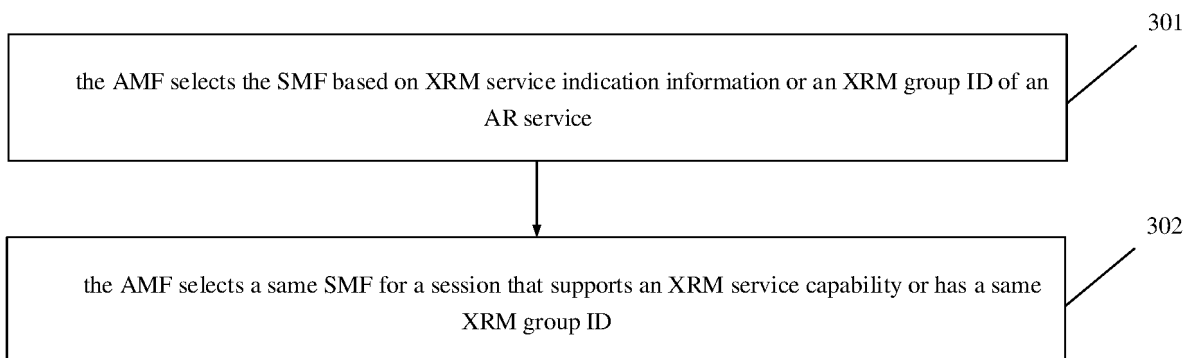 301
the AMF selects the SMF based on XRM service indication information or an XRM group ID of an
AR service
302
the AMF selects a same SMF for a session that supports an XRM service capability or has a same
XRM group ID